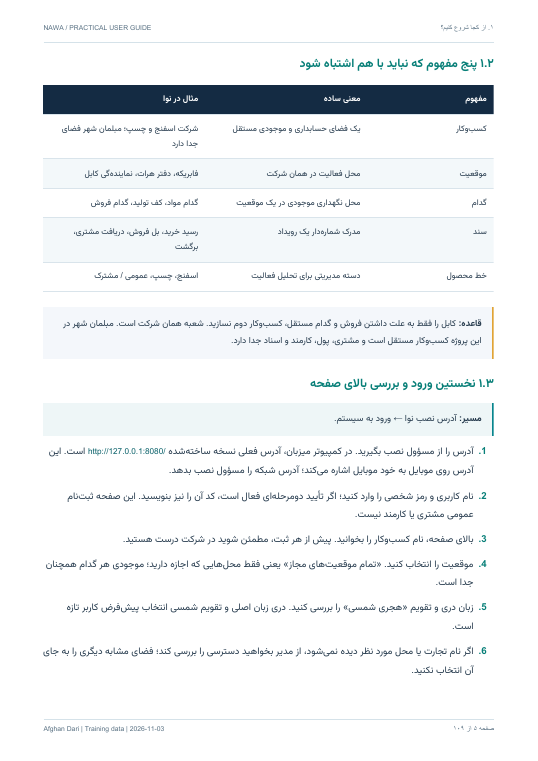 ۱. از کجا شروع کنیم؟
NAWA / PRACTICAL USER GUIDE
۱.۲ پنج مفهوم که نباید با هم اشتباه شود
مفهوم معنی ساده مثال در نوا
کسب‌وکار یک فضای حسابداری و موجودی مستقل شرکت اسفنج و چسپ؛ مبلمان شهر فضای
جدا دارد
موقعیت محل فعالیت در همان شرکت فابریکه، دفتر هرات، نماینده‌گی کابل
گدام محل نگهداری موجودی در یک موقعیت گدام مواد، کف تولید، گدام فروش
سند مدرک شماره‌دار یک رویداد رسید خرید، بل فروش، دریافت مشتری،
برگشت
خط محصول دسته مدیریتی برای تحلیل فعالیت اسفنج، چسپ، عمومی / مشترک
قاعده: کابل را فقط به علت داشتن فروش و گدام مستقل، کسب‌وکار دوم نسازید. شعبه همان شرکت است. مبلمان شهر در
این پروژه کسب‌وکار مستقل است و مشتری، پول، کارمند و اسناد جدا دارد.
۱.۳ نخستین ورود و بررسی بالای صفحه
مسیر: آدرس نصب نوا ← ورود به سیستم.
1. آدرس را از مسؤول نصب بگیرید. در کمپیوتر میزبان، آدرس فعلی نسخه ساخته‌شده http://127.0.0.1:8080/ است. این
آدرس روی موبایل به خود موبایل اشاره می‌کند؛ آدرس شبکه را مسؤول نصب بدهد.
2. نام کاربری و رمز شخصی را وارد کنید؛ اگر تأیید دومرحله‌ای فعال است، کد آن را نیز بنویسید. این صفحه ثبت‌نام
عمومی مشتری یا کارمند نیست.
3. بالای صفحه، نام کسب‌وکار را بخوانید. پیش از هر ثبت، مطمئن شوید در شرکت درست هستید.
4. موقعیت را انتخاب کنید. «تمام موقعیت‌های مجاز» یعنی فقط محل‌هایی که اجازه دارید؛ موجودی هر گدام همچنان
جدا است.
5. زبان دری و تقویم «هجری شمسی» را بررسی کنید. دری زبان اصلی و تقویم شمسی انتخاب پیش‌فرض کاربر تازه
است.
6. اگر نام تجارت یا محل مورد نظر دیده نمی‌شود، از مدیر بخواهید دسترسی را بررسی کند؛ فضای مشابه دیگری را به جای
آن انتخاب نکنید.
صفحه ۵ از ۱۰۹
Afghan Dari | Training data | 2026-11-03